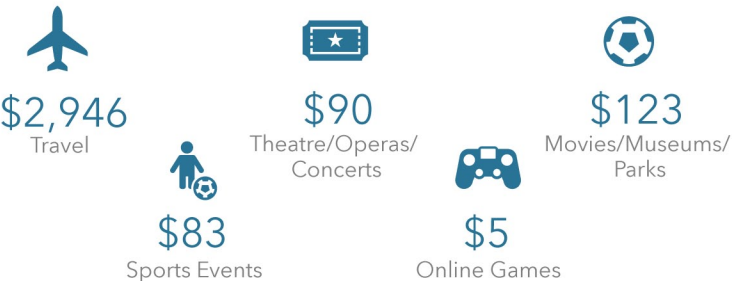 $2,946
Travel
$90
Theatre/Operas/
Concerts
$123
Movies/Museums/
Parks
$83
Sports Events
$5
Online Games